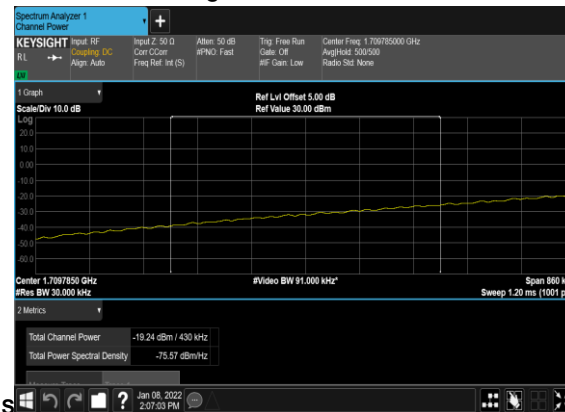 Spectrum Analyzer 1
Channel Power
+
KEYSIGHT Input: RF Input Z: 50 Ω Atten: 50 dB Trig: Free Run Center Freq: 1.709785000 GHz
RL Coupling: DC Corr CCorr #PNO: Fast Gate: Off Avg|Hold: 500/500
Align: Auto Freq Ref: Int (S) #IF Gain: Low Radio Std: None
1 Graph Ref Lvl Offset 5.00 dB
Scale/Div 10.0 dB Ref Value 30.00 dBm
Log
20.0
10.0
0.00
-10.0
-20.0
-30.0
-40.0
-50.0
-60.0
Center 1.7097850 GHz #Video BW 91.000 kHz* Span 860 k
#Res BW 30.000 kHz Sweep 1.20 ms (1001 p
2 Metrics
Total Channel Power -19.24 dBm / 430 kHz
Total Power Spectral Density -75.57 dBm/Hz
s ? Jan 08, 2022
2:07:03 PM